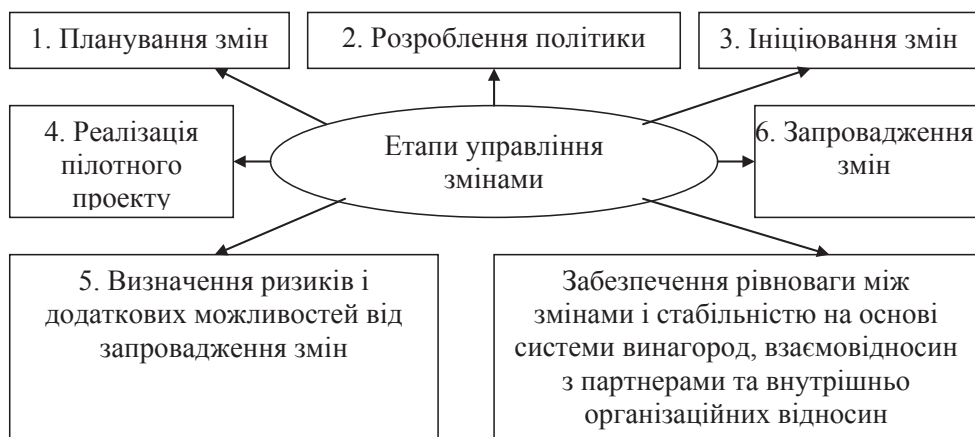 1. Планування змін
2. Розроблення політики
3. Ініціювання змін
4. Реалізація
пілотного
проекту
Етапи управління
змінами
6. Запровадження
змін
5. Визначення ризиків і
додаткових можливостей від
запровадження змін
Забезпечення рівноваги між
змінами і стабільністю на основі
системи винагород, взаємовідносин
з партнерами та внутрішньо
організаційних відносин